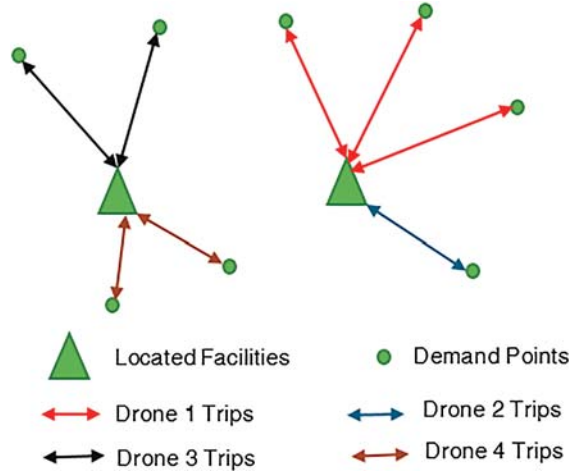 Located Facilities
Demand Points
Drone 1 Trips
Drone 2 Trips
Drone 3 Trips
Drone 4 Trips